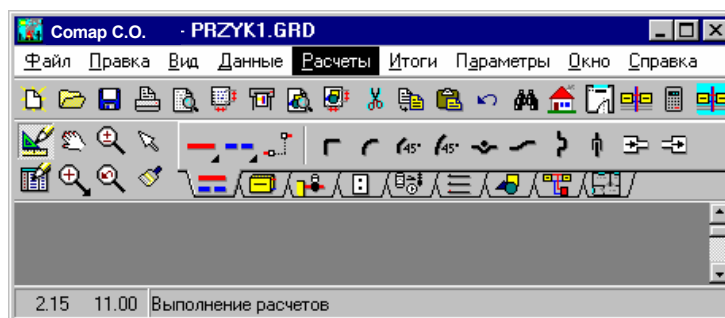 Comap C.O. - PRZYK1.GRD
Файл Правка Вид Данные Расчеты Итоги Параметры Окно Справка
45° 45°
2.15 11.00 Выполнение расчетов